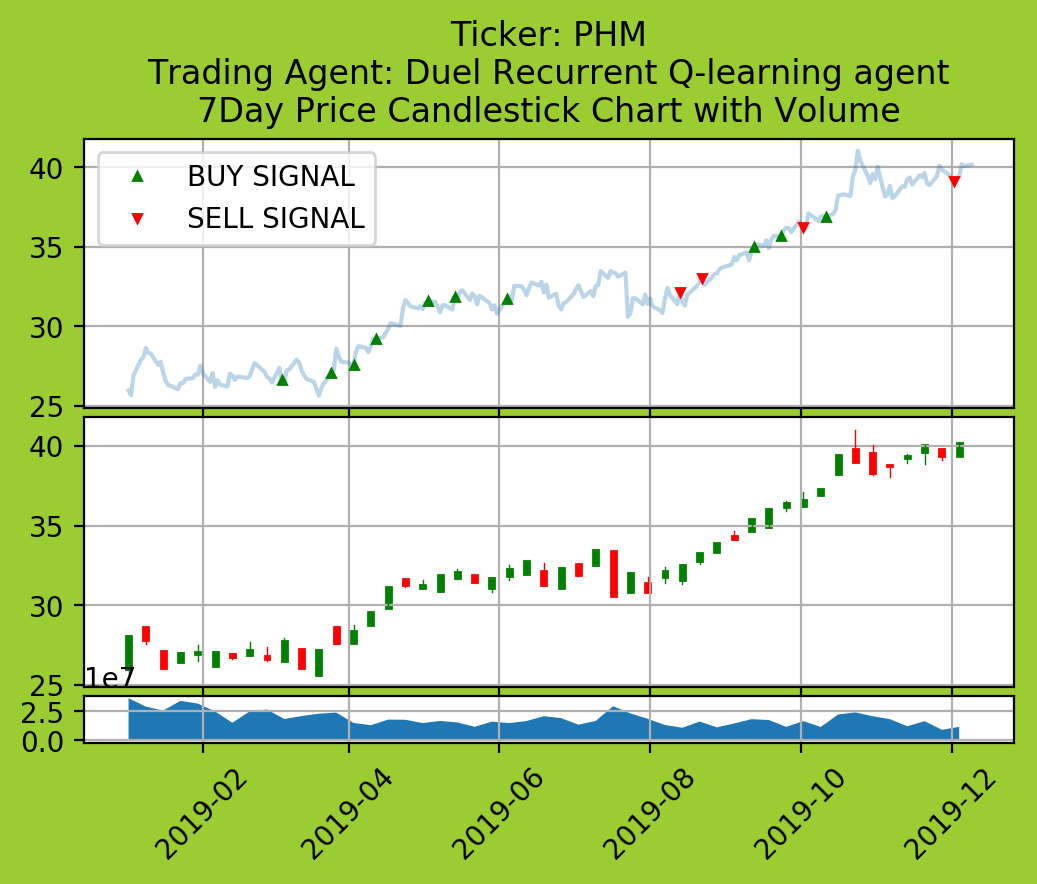 Ticker: PHM
Trading Agent: Duel Recurrent Q-learning agent
7Day Price Candlestick Chart with Volume
BUY SIGNAL
SELL SIGNAL
40
35
30
25
40
35
30
25
1e7
2.5
0.0
2019-02
2019-04
2019-06
2019-08
2019-10
2019-12